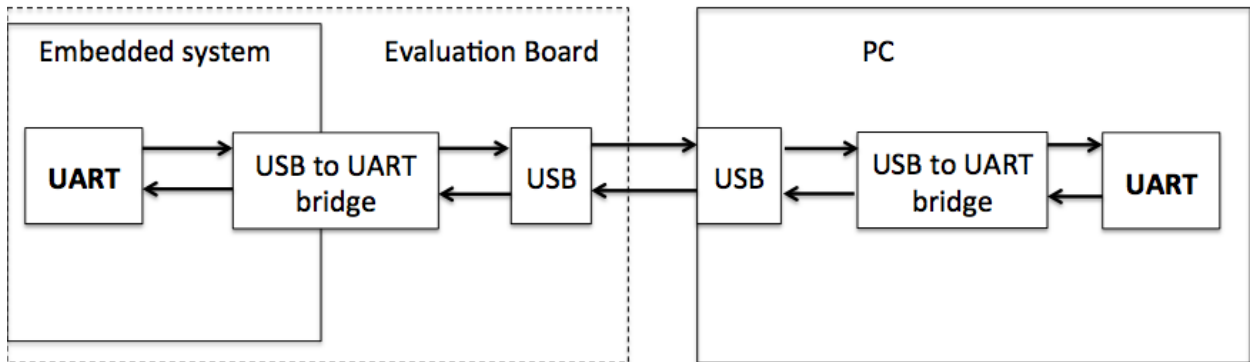 Embedded system
Evaluation Board
PC
UART
USB to UART
bridge
USB
USB
USB to UART
bridge
UART